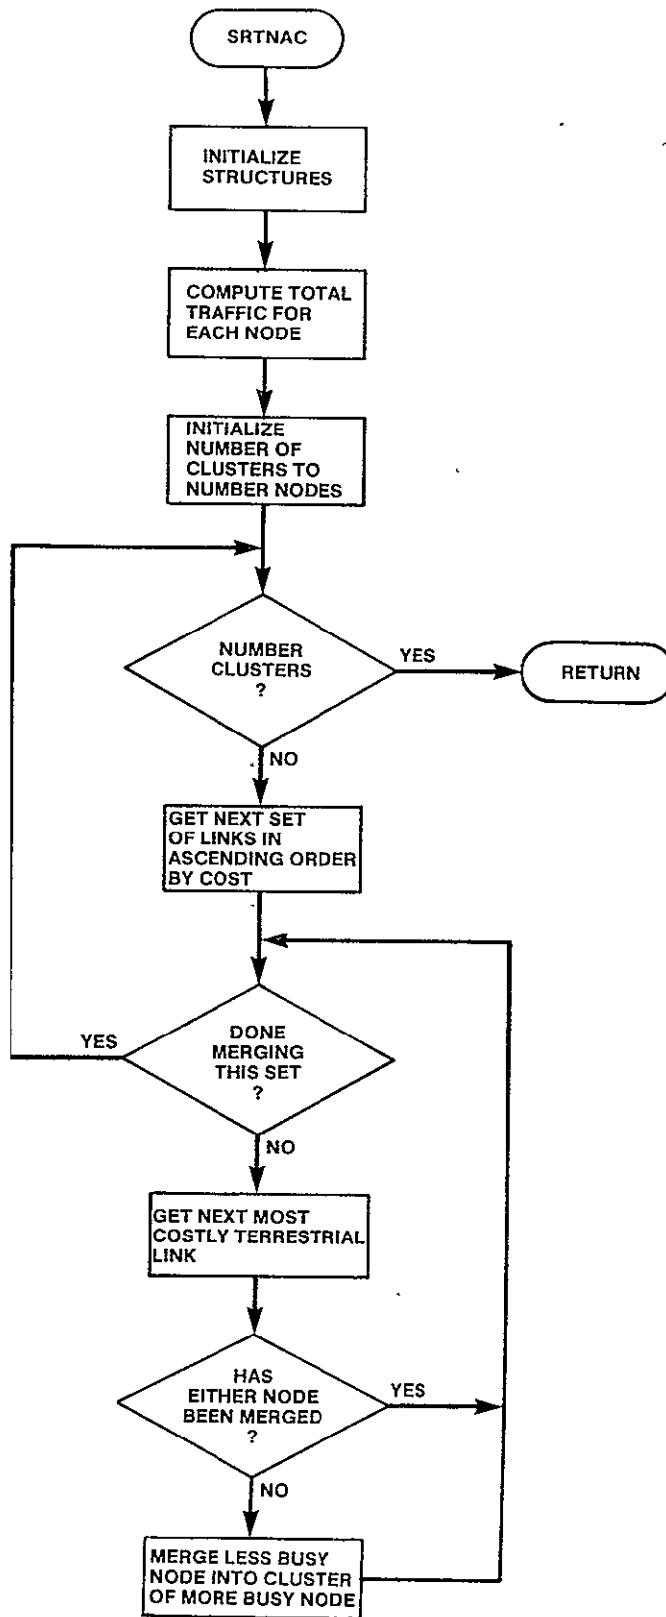 SRTNAC
INITIALIZE
STRUCTURES
COMPUTE TOTAL
TRAFFIC FOR
EACH NODE
INITIALIZE
NUMBER OF
CLUSTERS TO
NUMBER NODES
NUMBER
CLUSTERS
?
YES
RETURN
NO
GET NEXT SET
OF LINKS IN
ASCENDING ORDER
BY COST
YES
DONE
MERGING
THIS SET
?
NO
GET NEXT MOST
COSTLY TERRESTRIAL
LINK
HAS
EITHER NODE
BEEN MERGED
?
YES
NO
MERGE LESS BUSY
NODE INTO CLUSTER
OF MORE BUSY NODE